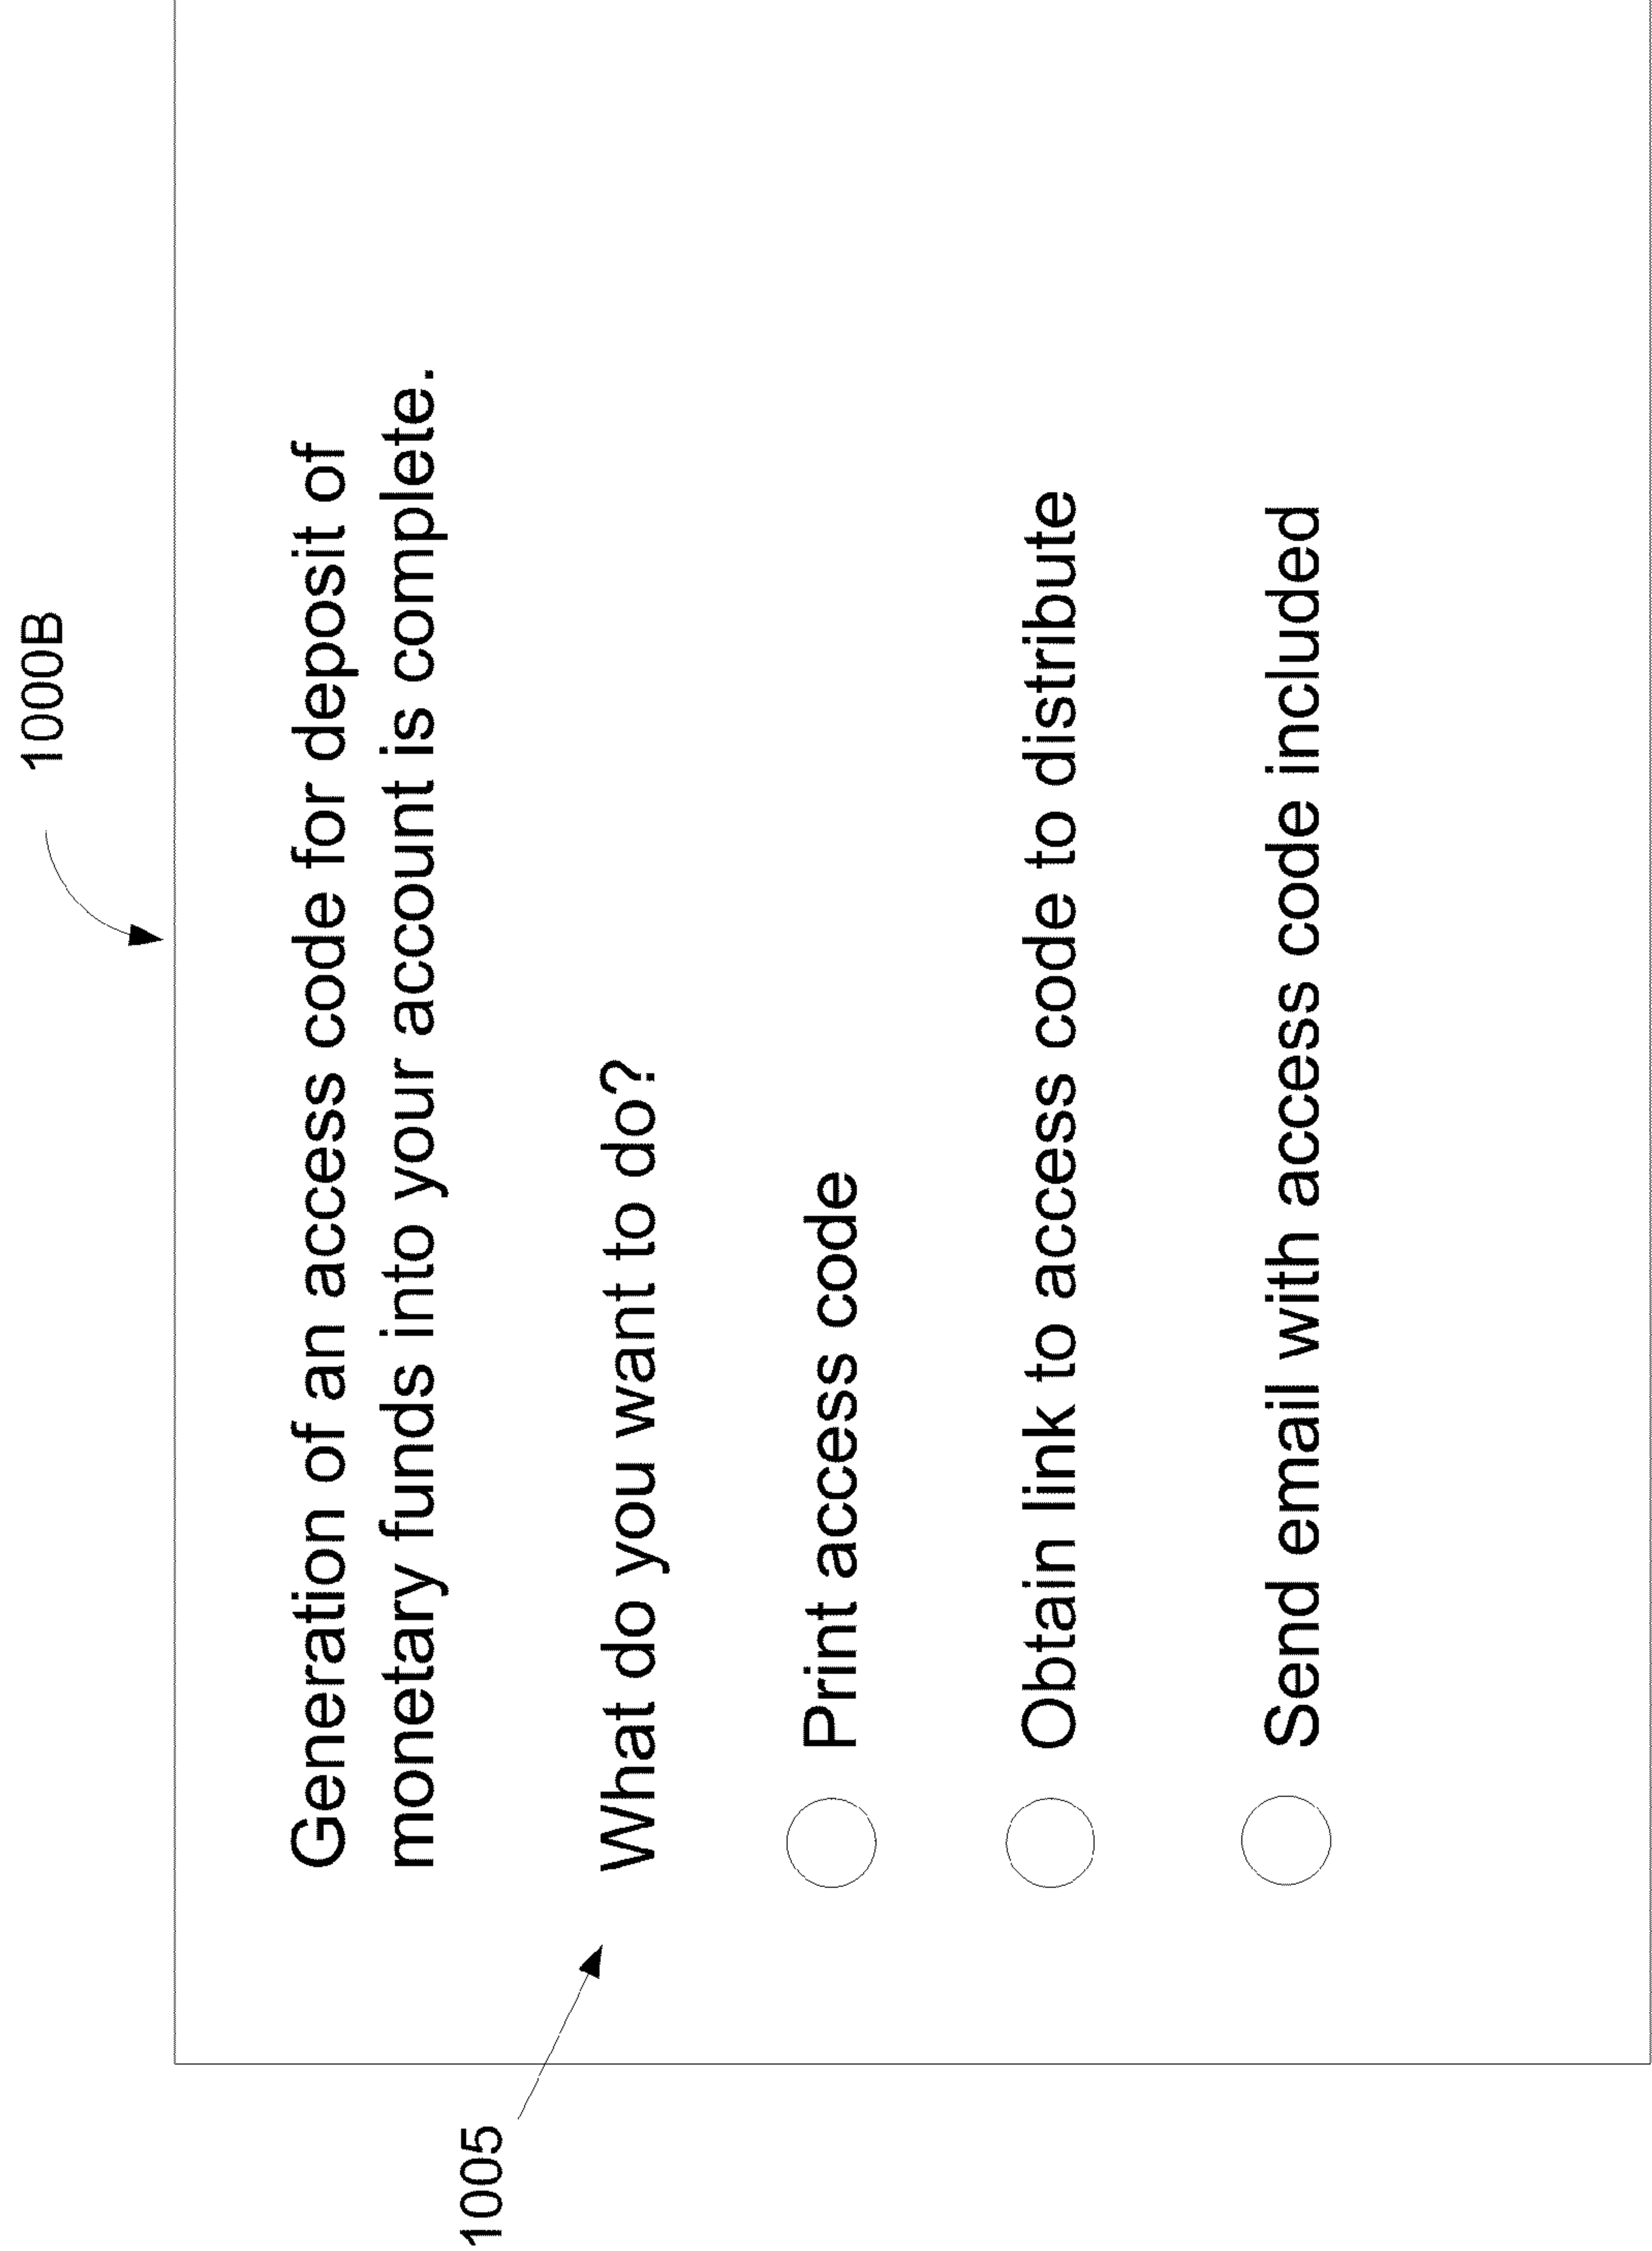 1000B
Generation of an access code for deposit of
monetary funds into your account is complete.
1005
What do you want to do?
Print access code
Obtain link to access code to distribute
Send email with access code included